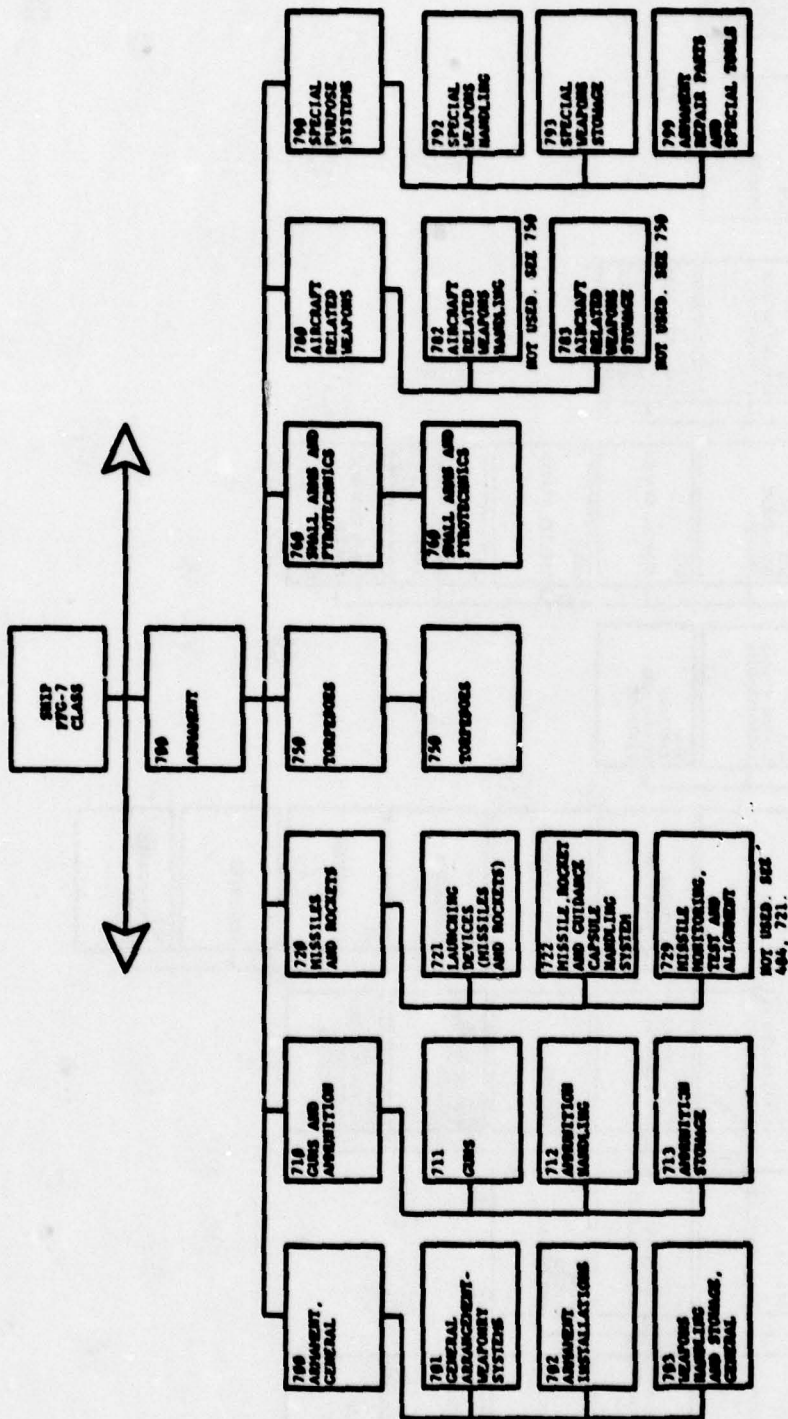 SHIP
FFG-7
CLASS
700
ARMAMENT
700
ARMAMENT,
GENERAL
701
GENERAL
ARRANGEMENT-
WEAPONRY
SYSTEMS
702
ARMAMENT
INSTALLATIONS
703
WEAPONS
HANDLING
AND STORAGE,
GENERAL
710
GUNS AND
AMMUNITION
711
GUNS
712
AMMUNITION
HANDLING
713
AMMUNITION
STORAGE
720
MISSILES
AND ROCKETS
721
LAUNCHING
DEVICES
(MISSILES
AND ROCKETS)
722
MISSILE, ROCKET
AND GUIDANCE
CAPSULE
HANDLING
SYSTEM
729
MISSILE
MONITORING,
TEST AND
ALIGNMENT
NOT USED. SEE
484, 721.
750
TORPEDOES
750
TORPEDOES
760
SMALL ARMS AND
PYROTECHNICS
760
SMALL ARMS AND
PYROTECHNICS
780
AIRCRAFT
RELATED
WEAPONS
782
AIRCRAFT
RELATED
WEAPONS
HANDLING
NOT USED. SEE 750
783
AIRCRAFT
RELATED
WEAPONS
STORAGE
NOT USED. SEE 750
790
SPECIAL
PURPOSE
SYSTEMS
792
SPECIAL
WEAPONS
HANDLING
793
SPECIAL
WEAPONS
STORAGE
799
ARMAMENT
REPAIR PARTS
AND
SPECIAL TOOLS